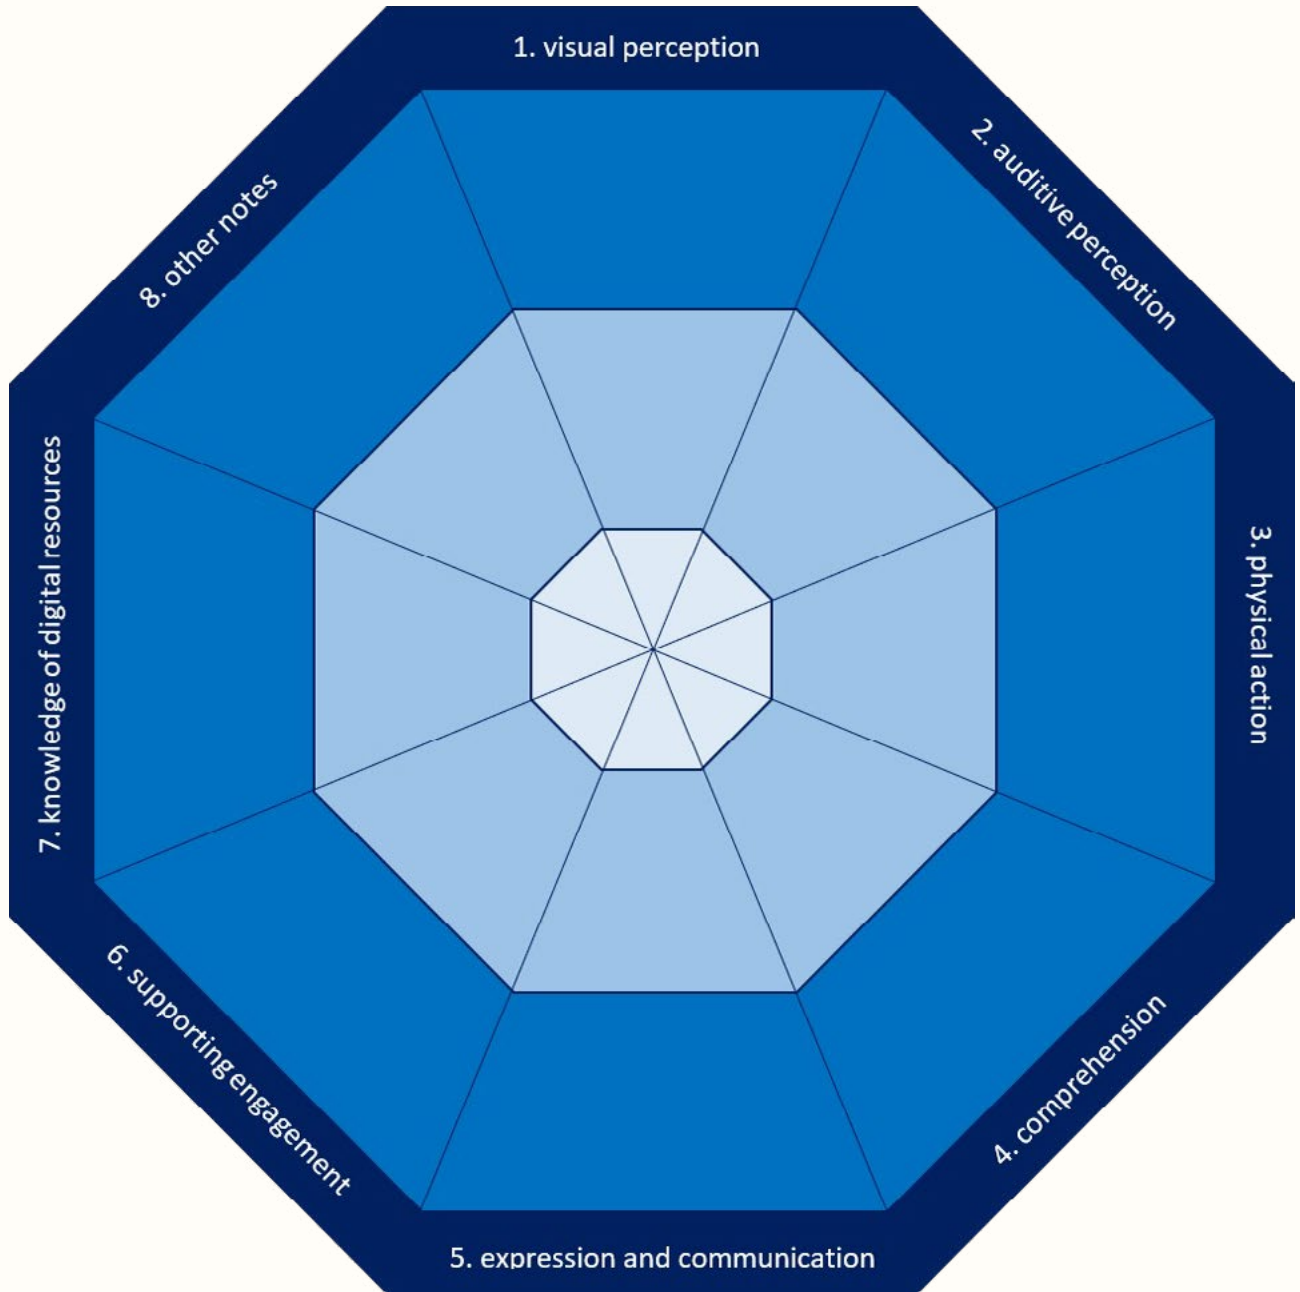 1. visual perception
2. auditive perception
3. physical action
4. comprehension
5. expression and communication
6. supporting engagement
7. knowledge of digital resources
8. other notes